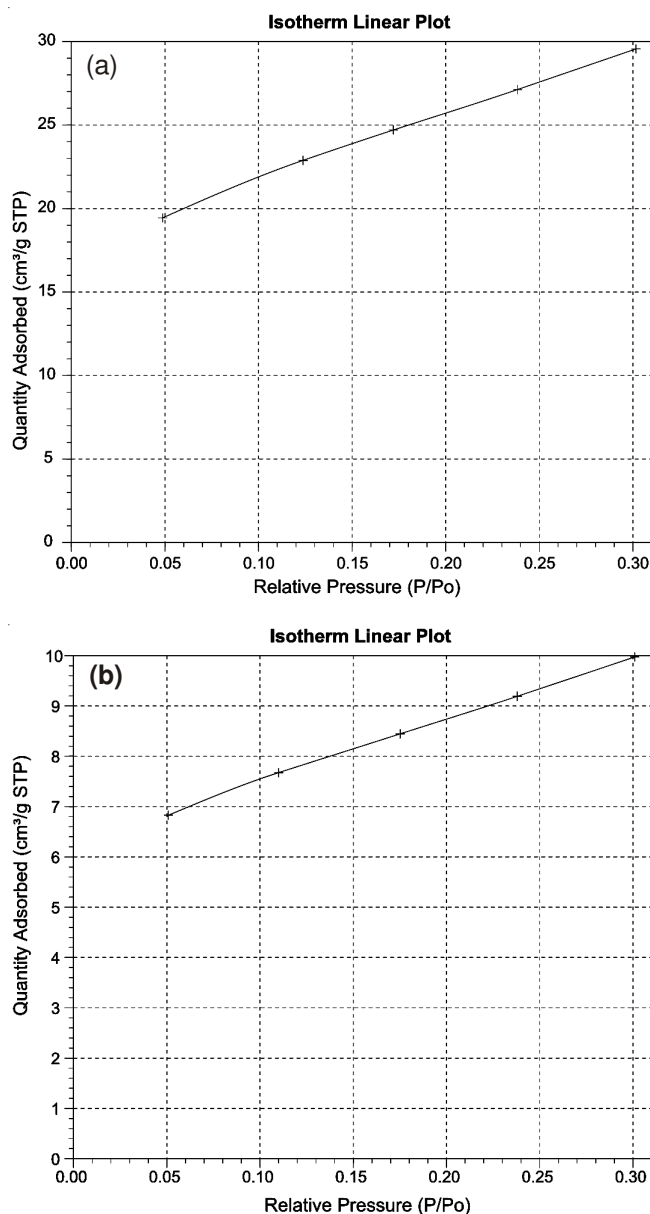 Isotherm Linear Plot
(a)
30
25
20
15
10
5
0
Quantity Adsorbed (cm³/g STP)
0.00 0.05 0.10 0.15 0.20 0.25 0.30
Relative Pressure (P/Po)
Isotherm Linear Plot
(b)
10
9
8
7
6
5
4
3
2
1
0
Quantity Adsorbed (cm³/g STP)
0.00 0.05 0.10 0.15 0.20 0.25 0.30
Relative Pressure (P/Po)